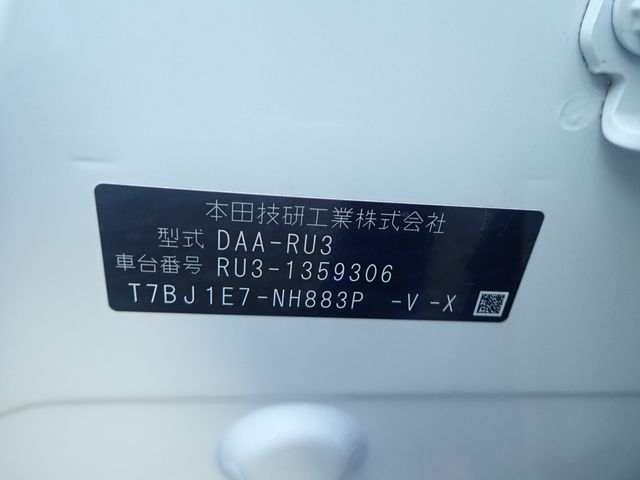 本田技研工業株式会社
型式 DAA-RU3
車台番号 RU3-1359306
T7BJ1E7-NH883P -V -X